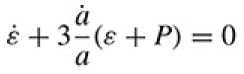 ε̇ + 3 ȧ/a (ε + P) = 0